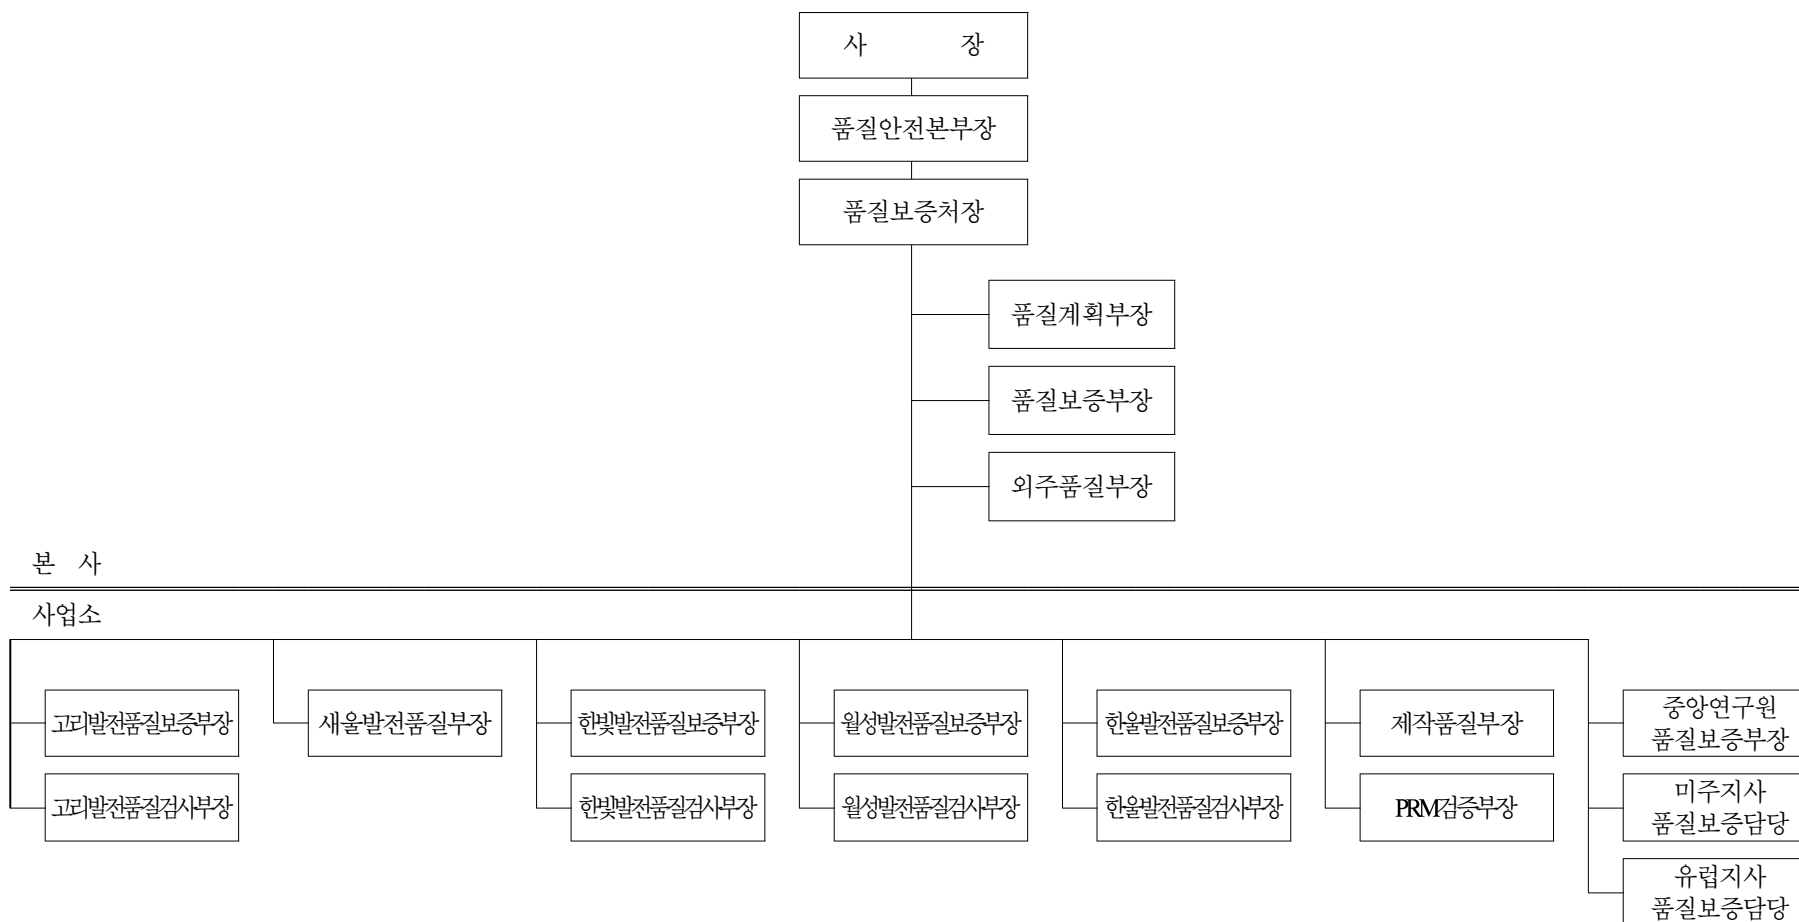 사 장
품질안전본부장
품질보증처장
품질계획부장
품질보증부장
외주품질부장
본 사
사업소
고리발전품질보증부장
새울발전품질부장
한빛발전품질보증부장
월성발전품질보증부장
한울발전품질보증부장
제작품질부장
중앙연구원
품질보증부장
고리발전품질검사부장
한빛발전품질검사부장
월성발전품질검사부장
한울발전품질검사부장
PRM검증부장
미주지사
품질보증담당
유럽지사
품질보증담당